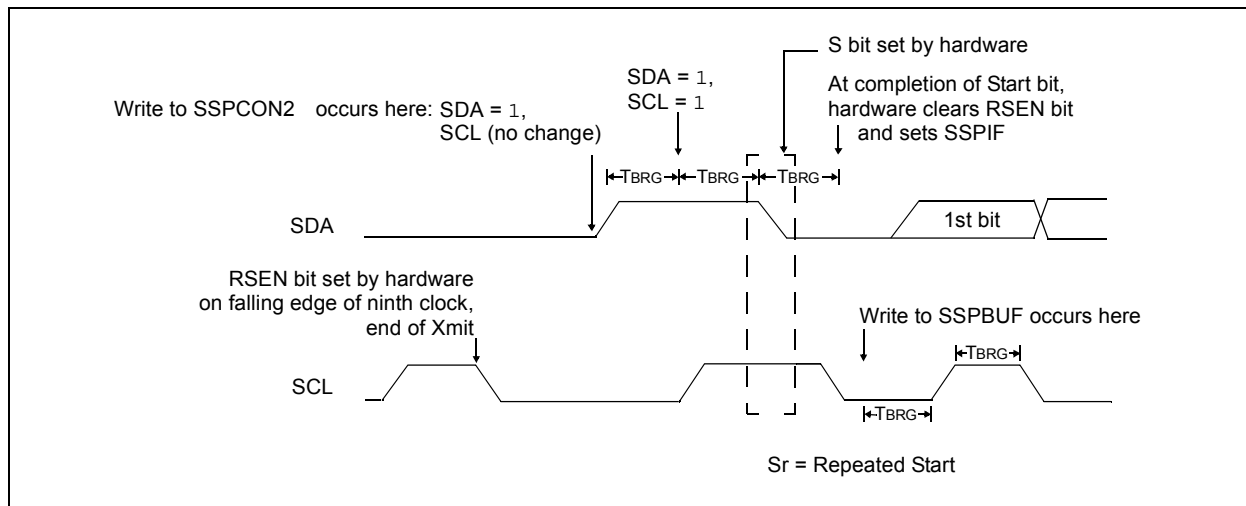 S bit set by hardware
SDA = 1,
SCL = 1
At completion of Start bit,
hardware clears RSEN bit
and sets SSPIF
Write to SSPCON2 occurs here: SDA = 1,
SCL (no change)
TBRG TBRG TBRG
SDA
1st bit
RSEN bit set by hardware
on falling edge of ninth clock,
end of Xmit
Write to SSPBUF occurs here
TBRG
SCL
TBRG
Sr = Repeated Start